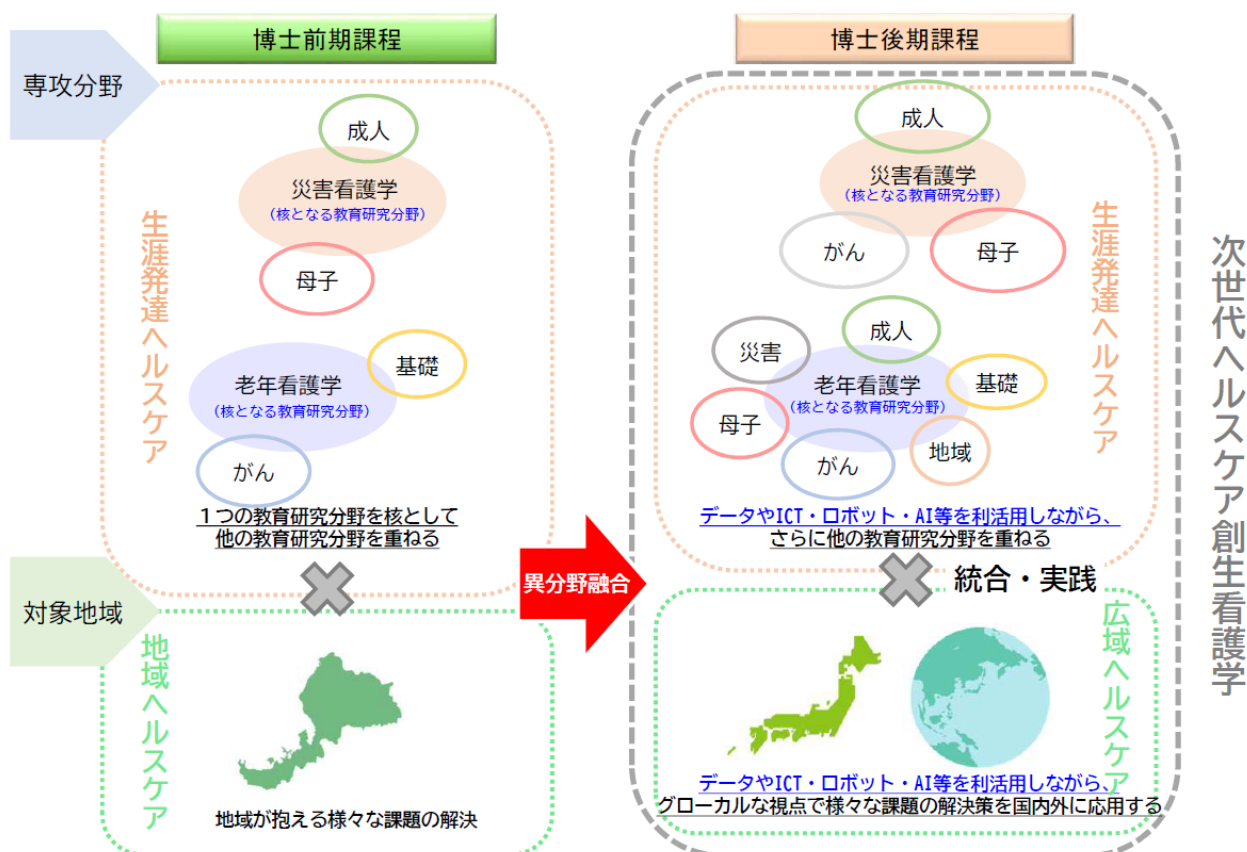 博士前期課程
博士後期課程
専攻分野
生涯発達ヘルスケア
成人
災害看護学
(核となる教育研究分野)
母子
基礎
老年看護学
(核となる教育研究分野)
がん
1つの教育研究分野を核として
他の教育研究分野を重ねる
対象地域
地域ヘルスケア
地域が抱える様々な課題の解決
異分野融合
成人
災害看護学
(核となる教育研究分野)
がん
母子
成人
災害
老年看護学
(核となる教育研究分野)
基礎
母子
がん
地域
生涯発達ヘルスケア
データやICT・ロボット・AI等を利活用しながら、
さらに他の教育研究分野を重ねる
統合・実践
広域ヘルスケア
データやICT・ロボット・AI等を利活用しながら、
グローカルな視点で様々な課題の解決策を国内外に応用する
次世代ヘルスケア創生看護学